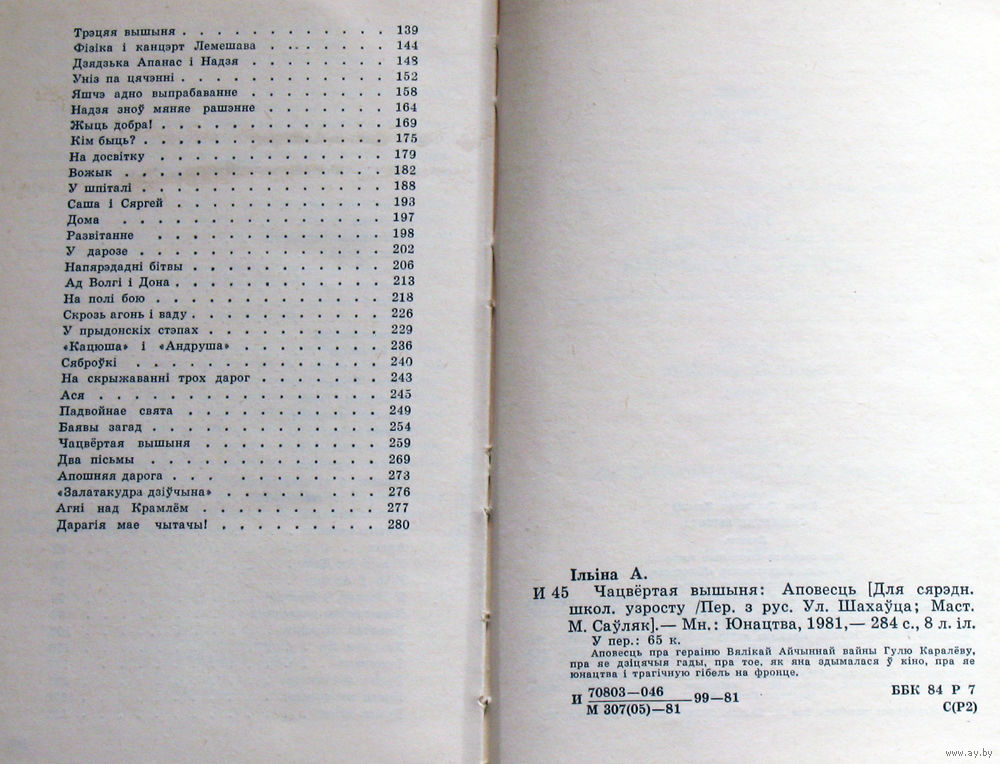 Трэцяя вышыня . . . . . . . . . . . . 139
Фізіка і канцэрт Лемешава . . . . . . . 144
Дзядзька Апанас і Надзя . . . . . . . . 148
Уніз па цячэнні . . . . . . . . . . . . 152
Яшчэ адно выпрабаванне . . . . . . . . 158
Надзя зноў мяняе рашэнне . . . . . . . 164
Жыць добра! . . . . . . . . . . . . . 169
Кім быць? . . . . . . . . . . . . . . 175
На досвітку . . . . . . . . . . . . . 179
Вожык . . . . . . . . . . . . . . . 182
У шпіталі . . . . . . . . . . . . . . 188
Саша і Сяргей . . . . . . . . . . . . 193
Дома . . . . . . . . . . . . . . . 197
Развітанне . . . . . . . . . . . . . 198
У дарозе . . . . . . . . . . . . . . 202
Напярэдадні бітвы . . . . . . . . . . . 206
Ад Волгі і Дона . . . . . . . . . . . . 213
На полі бою . . . . . . . . . . . . . 218
Скрозь агонь і ваду . . . . . . . . . . . 226
У прыдонскіх стэпах . . . . . . . . . . 229
«Кацюша» і «Андруша» . . . . . . . . . 236
Сяброўкі . . . . . . . . . . . . . . 240
На скрыжаванні трох дарог . . . . . . . 243
Ася . . . . . . . . . . . . . . . . 245
Падвойнае свята . . . . . . . . . . . 249
Баявы загад . . . . . . . . . . . . . 254
Чацвёртая вышыня . . . . . . . . . . 259
Два пісьмы . . . . . . . . . . . . . 269
Апошняя дарога . . . . . . . . . . . 273
«Залатакудра дзіўчына» . . . . . . . . 276
Агні над Крамлём . . . . . . . . . . . 277
Дарагія мае чытачы! . . . . . . . . . . 280
Ільіна А.
И 45 Чацвёртая вышыня: Аповесць [Для сярэдн.
школ. узросту /Пер. з рус. Ул. Шахаўца; Маст.
М. Саўляк].— Мн.: Юнацтва, 1981,— 284 с., 8 л. іл.
У пер.: 65 к.
Аповесць пра гераіню Вялікай Айчыннай вайны Гулю Каралёву,
пра яе дзіцячыя гады, пра тое, як яна здымалася ў кіно, пра яе
юнацтва і трагічную гібель на фронце.
И 70803—046
М 307(05)—81 99—81
ББК 84 Р 7
С(Р2)
www.ay.by